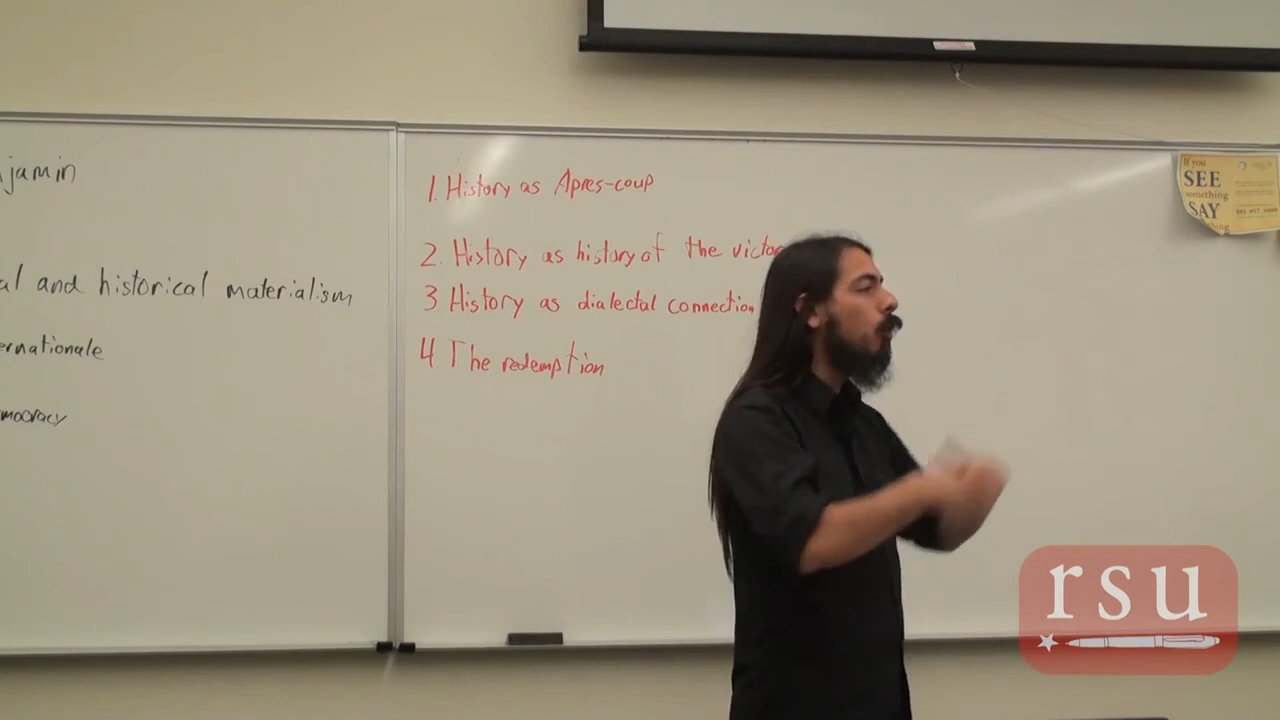 jamin
al and historical materialism
ernationale
mocracy
1. History as Apres-coup
2. History as history of the victo
3 History as dialectal connection
4 The redemption
If you
SEE
something
SAY
rsu